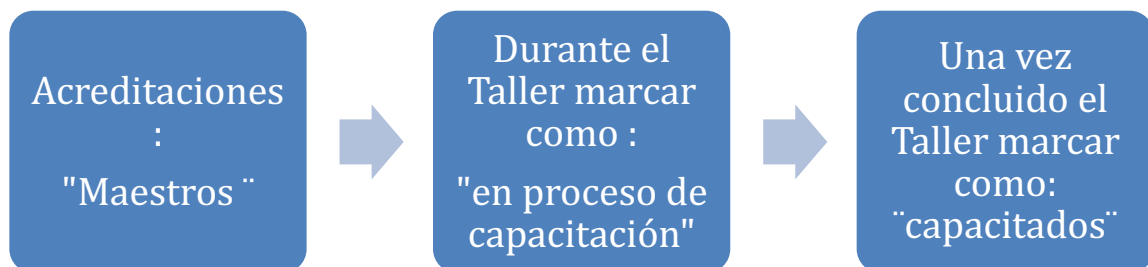 Acreditaciones
:
"Maestros ¨
Durante el
Taller marcar
como :
"en proceso de
capacitación"
Una vez
concluido el
Taller marcar
como:
¨capacitados¨